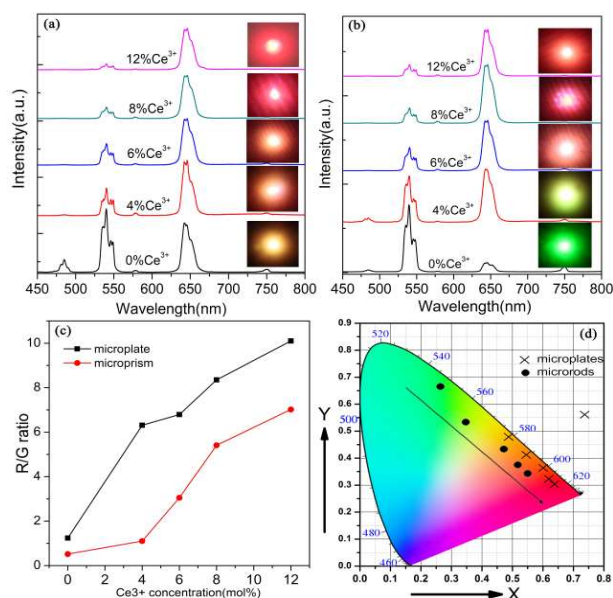 (a)
12%Ce³⁺
8%Ce³⁺
6%Ce³⁺
4%Ce³⁺
0%Ce³⁺
Intensity(a.u.)
450 500 550 600 650 700 750 800
Wavelength(nm)
(b)
12%Ce³⁺
8%Ce³⁺
6%Ce³⁺
4%Ce³⁺
0%Ce³⁺
Intensity(a.u.)
450 500 550 600 650 700 750 800
Wavelength(nm)
(c)
microplate
microprism
R/G ratio
10
8
6
4
2
0
0 2 4 6 8 10 12
Ce3+ concentration(mol%)
(d)
microplates
microrods
0.9
0.8
0.7
0.6
0.5
0.4
0.3
0.2
0.1
0.0
Y
520
540
560
500
580
600
620
480
460
0.0 0.1 0.2 0.3 0.4 0.5 0.6 0.7 0.8
X